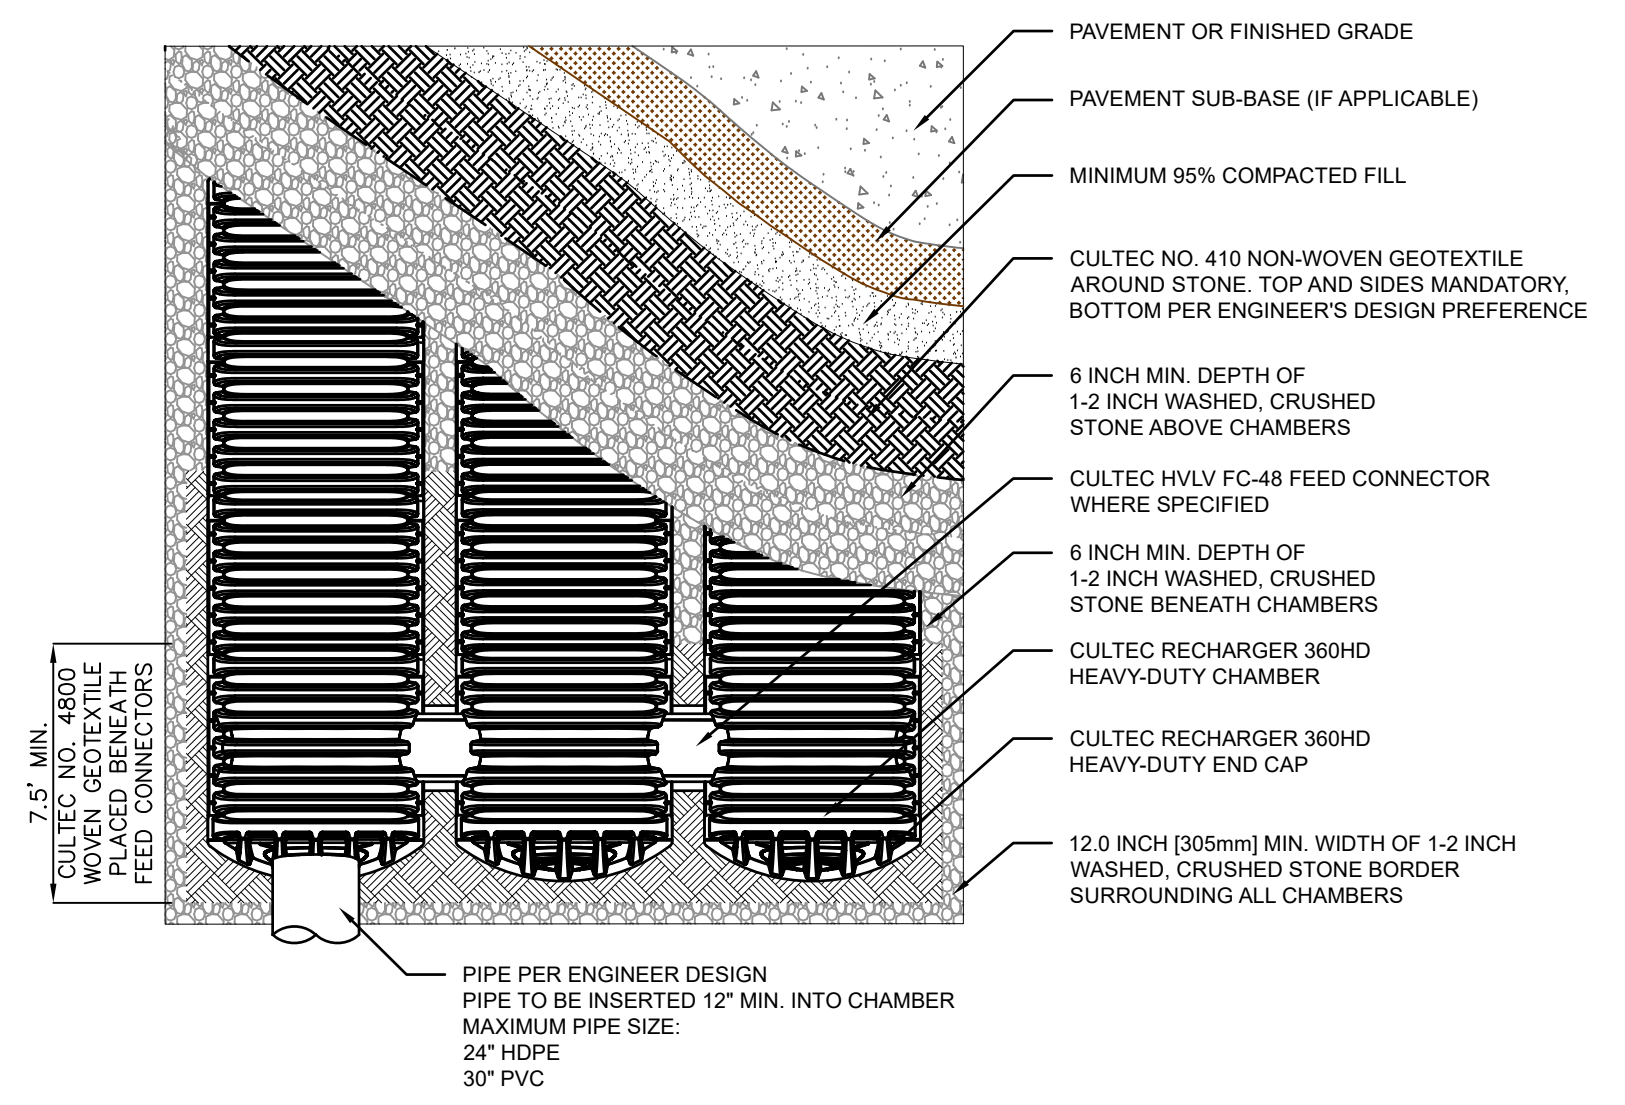 PAVEMENT OR FINISHED GRADE
PAVEMENT SUB-BASE (IF APPLICABLE)
MINIMUM 95% COMPACTED FILL
CULTEC NO. 410 NON-WOVEN GEOTEXTILE
AROUND STONE. TOP AND SIDES MANDATORY,
BOTTOM PER ENGINEER'S DESIGN PREFERENCE
6 INCH MIN. DEPTH OF
1-2 INCH WASHED, CRUSHED
STONE ABOVE CHAMBERS
CULTEC HVLV FC-48 FEED CONNECTOR
WHERE SPECIFIED
6 INCH MIN. DEPTH OF
1-2 INCH WASHED, CRUSHED
STONE BENEATH CHAMBERS
CULTEC RECHARGER 360HD
HEAVY-DUTY CHAMBER
CULTEC RECHARGER 360HD
HEAVY-DUTY END CAP
12.0 INCH [305mm] MIN. WIDTH OF 1-2 INCH
WASHED, CRUSHED STONE BORDER
SURROUNDING ALL CHAMBERS
7.5' MIN.
CULTEC NO. 4800
WOVEN GEOTEXTILE
PLACED BENEATH
FEED CONNECTORS
PIPE PER ENGINEER DESIGN
PIPE TO BE INSERTED 12" MIN. INTO CHAMBER
MAXIMUM PIPE SIZE:
24" HDPE
30" PVC